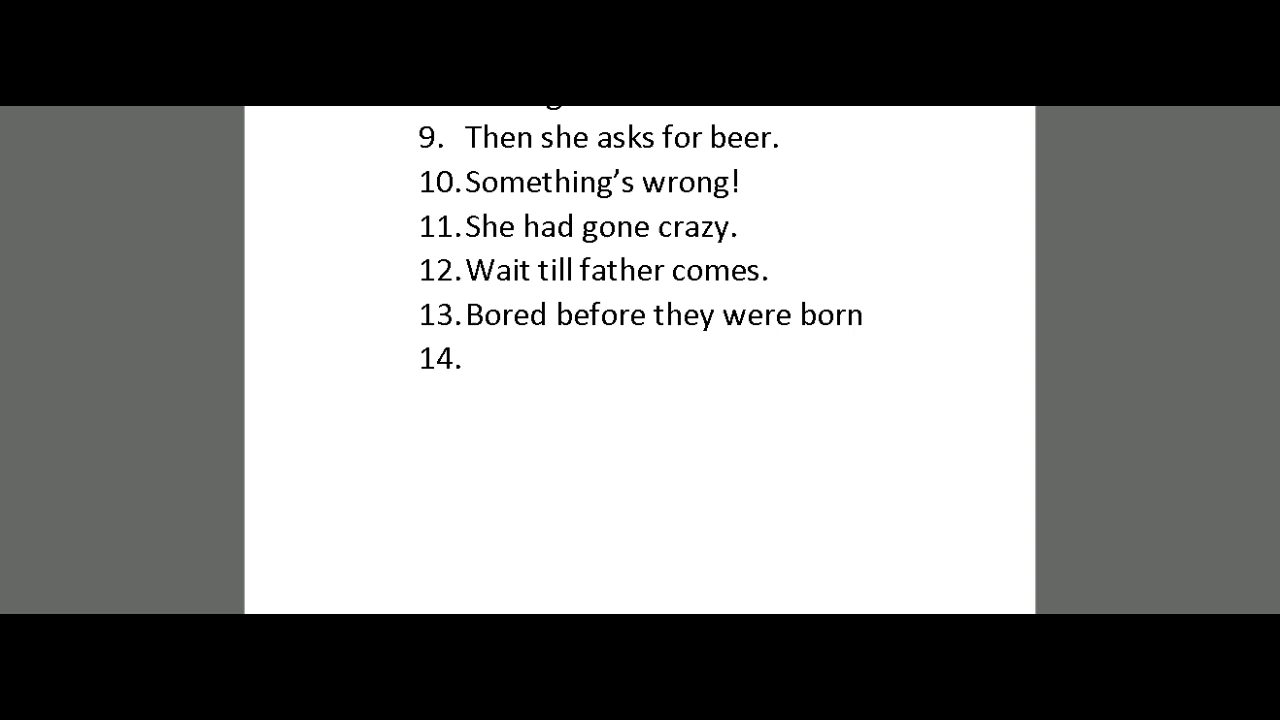 9. Then she asks for beer.
10. Something’s wrong!
11. She had gone crazy.
12. Wait till father comes.
13. Bored before they were born
14.